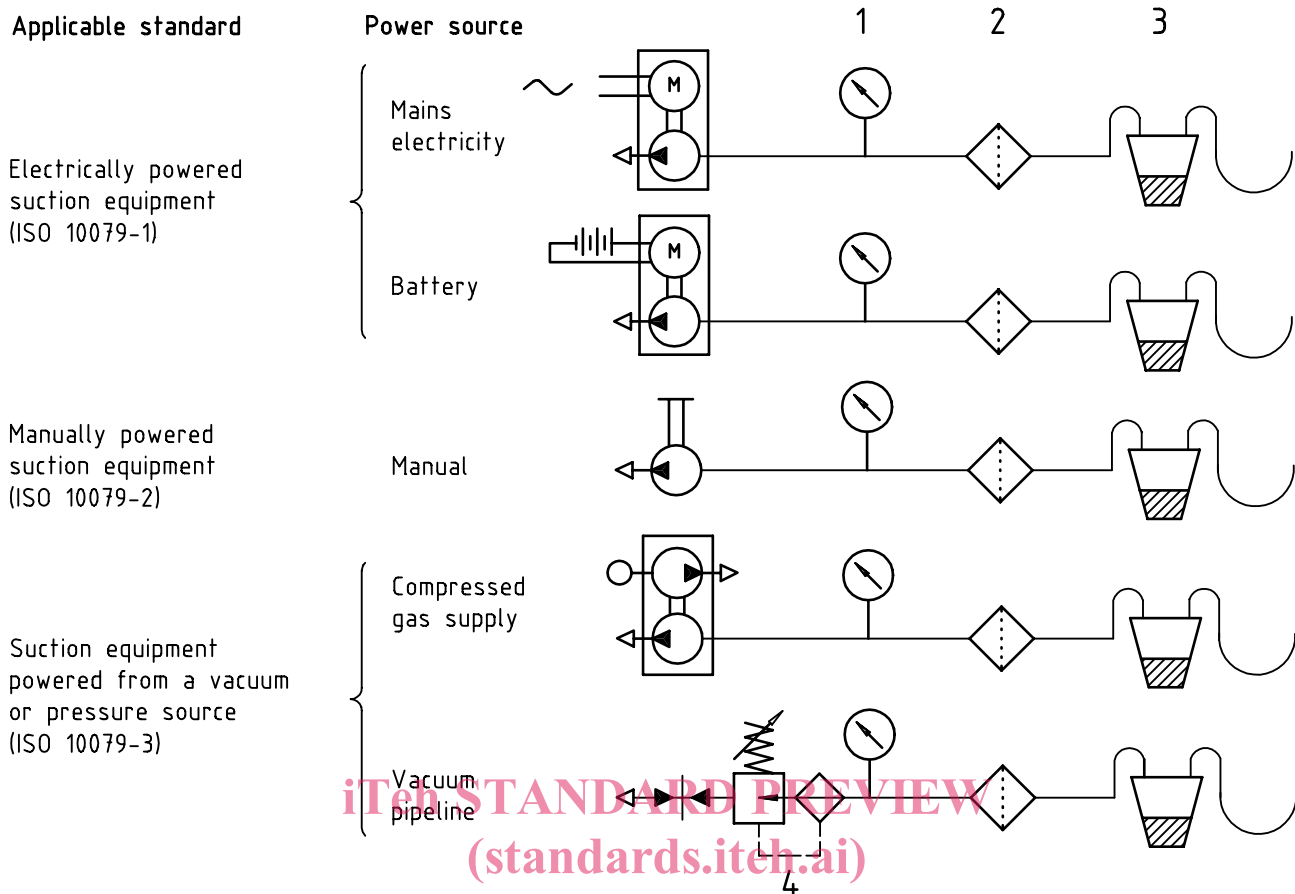 Applicable standard
Power source
1
2
3
Mains
electricity
M
Electrically powered
suction equipment
(ISO 10079-1)
Battery
M
Manually powered
suction equipment
(ISO 10079-2)
Manual
Compressed
gas supply
Suction equipment
powered from a vacuum
or pressure source
(ISO 10079-3)
Vacuum
pipeline
iTeh STANDARD PREVIEW
(standards.iteh.ai)
4